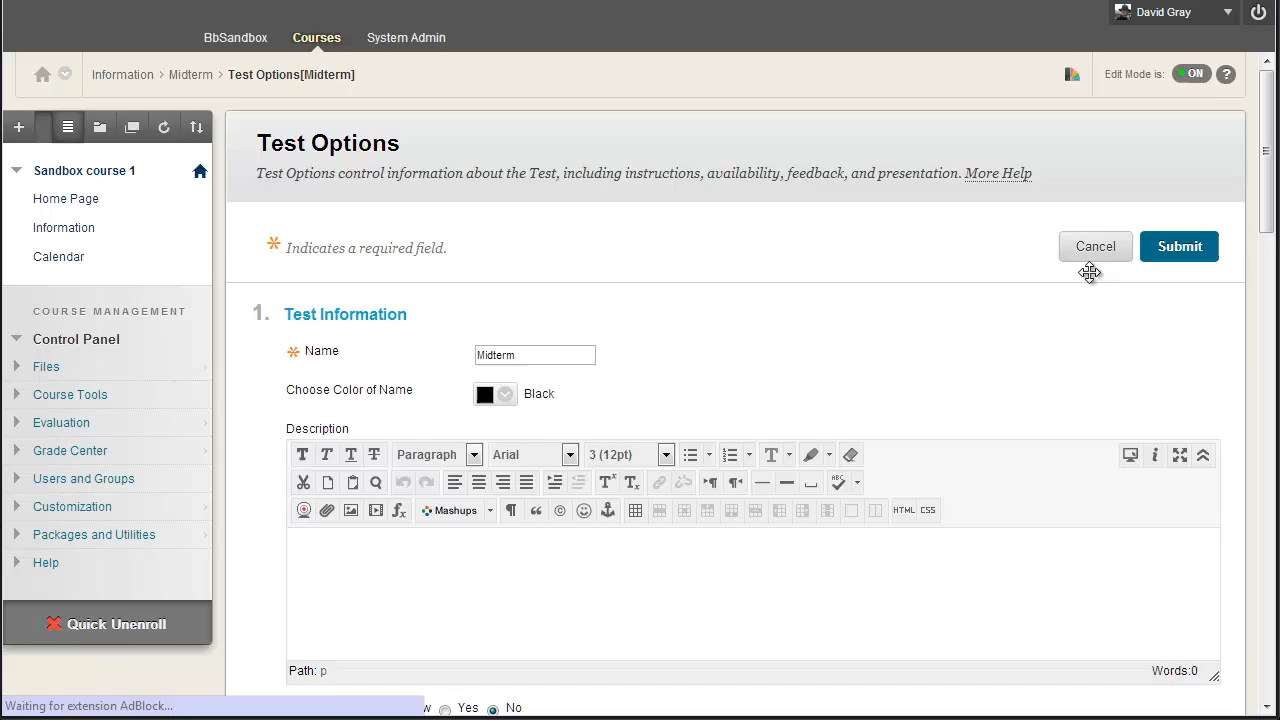 David Gray
BbSandbox Courses System Admin
Information > Midterm > Test Options[Midterm]
Edit Mode is: ON ?
Sandbox course 1
Home Page
Information
Calendar
COURSE MANAGEMENT
Control Panel
Files
Course Tools
Evaluation
Grade Center
Users and Groups
Customization
Packages and Utilities
Help
Quick Unenroll
Test Options
Test Options control information about the Test, including instructions, availability, feedback, and presentation. More Help
* Indicates a required field.
Cancel Submit
1. Test Information
* Name Midterm
Choose Color of Name Black
Description
T T T T Paragraph Arial 3 (12pt) T
ABC
fx Mashups HTML CSS
Path: p Words:0
w Yes No
Waiting for extension AdBlock...